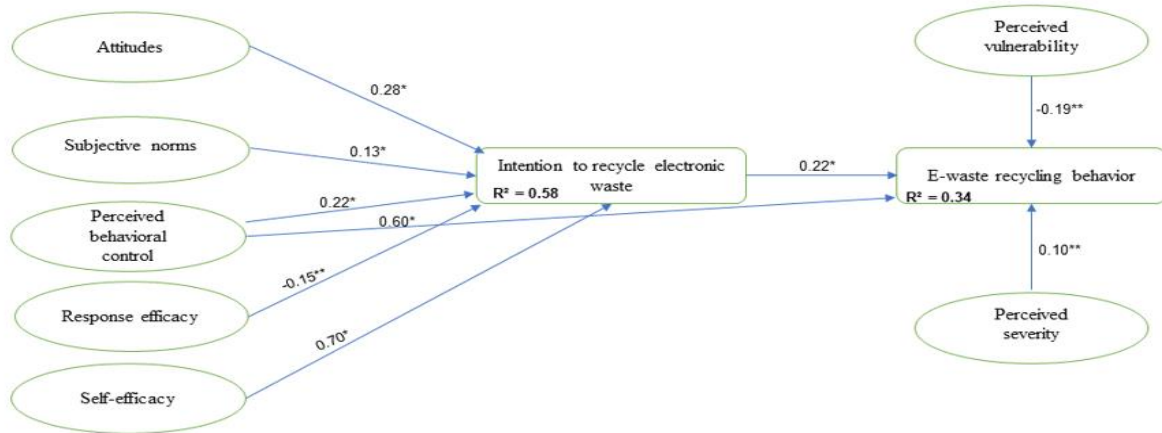 Attitudes
Subjective norms
Perceived
behavioral
control
Response efficacy
Self-efficacy
0.28*
0.13*
0.22*
0.60*
-0.15**
0.70*
Intention to recycle electronic
waste
R² = 0.58
0.22*
Perceived
vulnerability
-0.19**
E-waste recycling behavior
R² = 0.34
0.10**
Perceived
severity